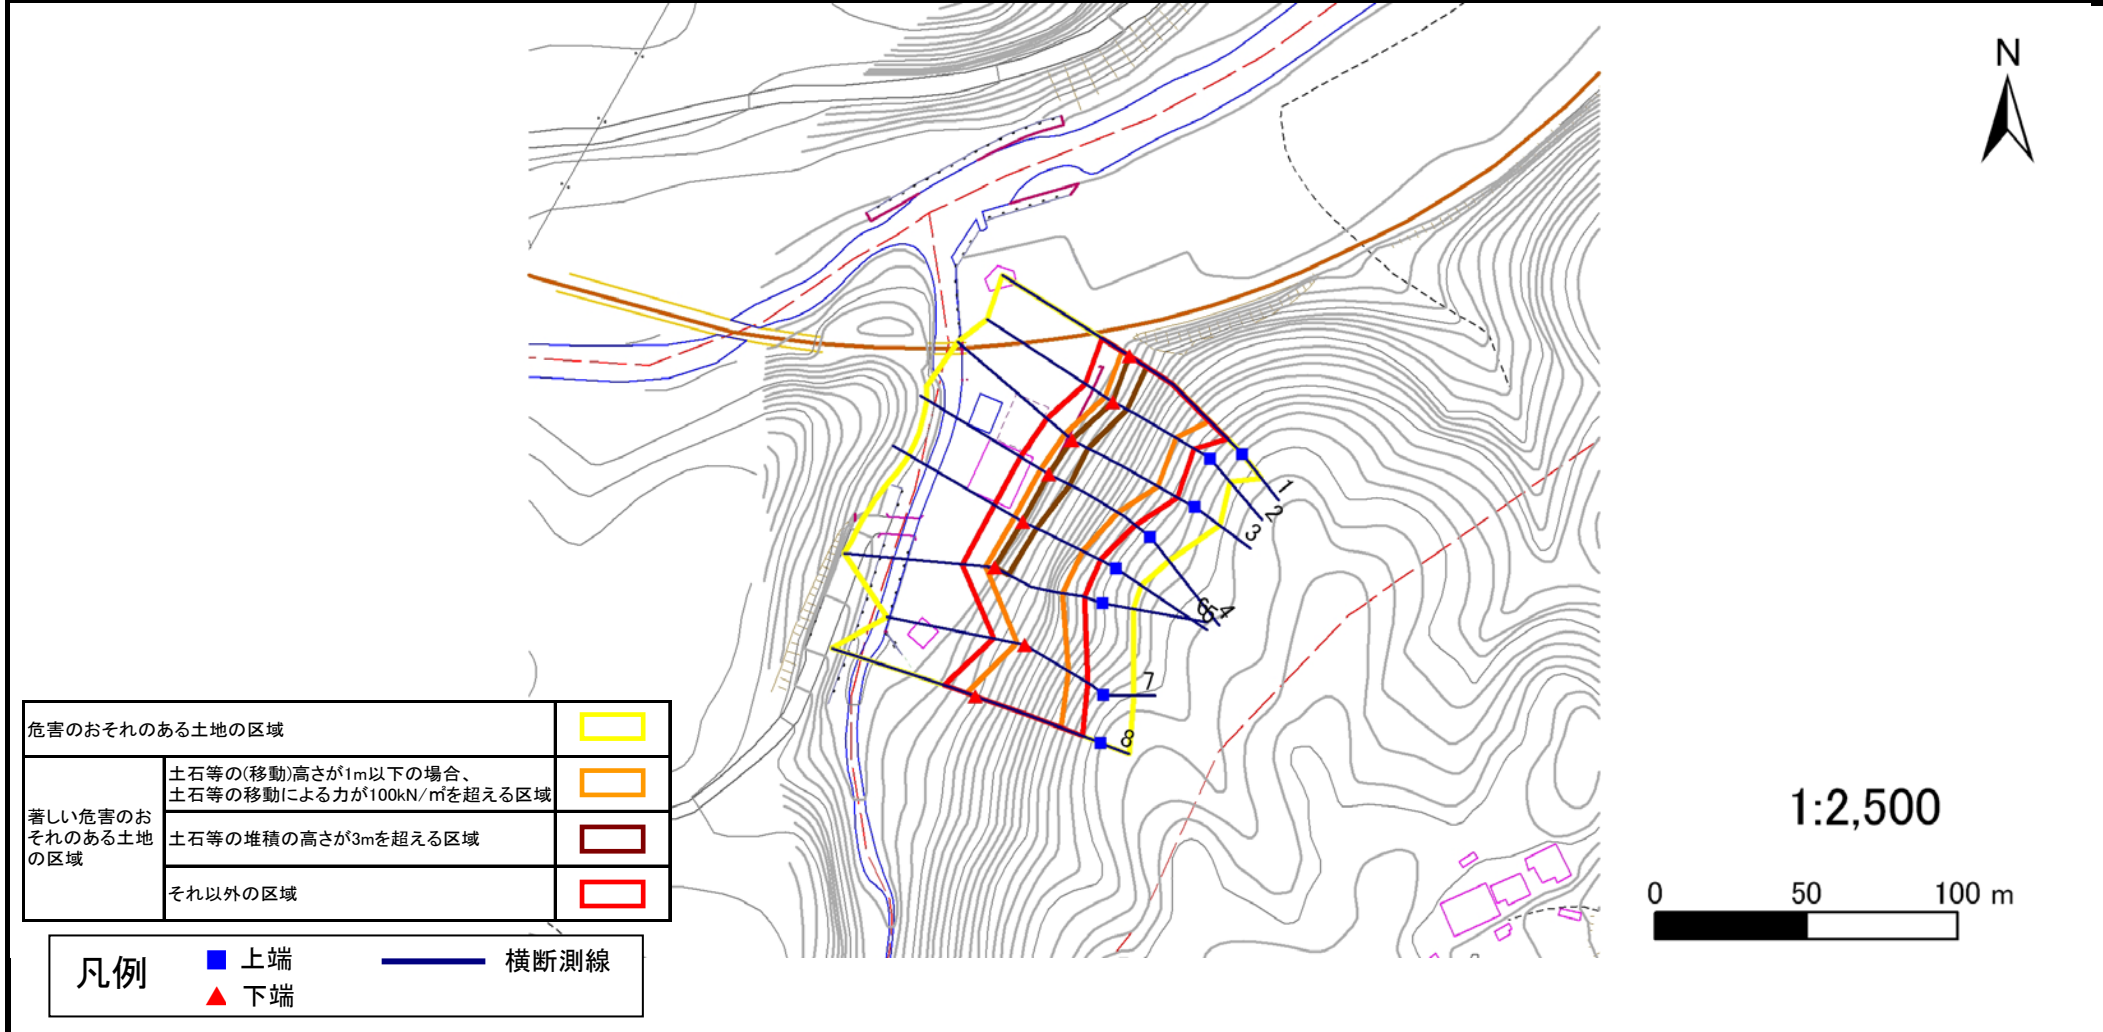 N
1
2
3
4
6
5
7
8
危害のおそれのある土地の区域
著しい危害のお
それのある土地
の区域
土石等の(移動)高さが1m以下の場合、
土石等の移動による力が100kN/㎡を超える区域
土石等の堆積の高さが3mを超える区域
それ以外の区域
凡例
上端
下端
横断測線
1:2,500
0 50 100 m